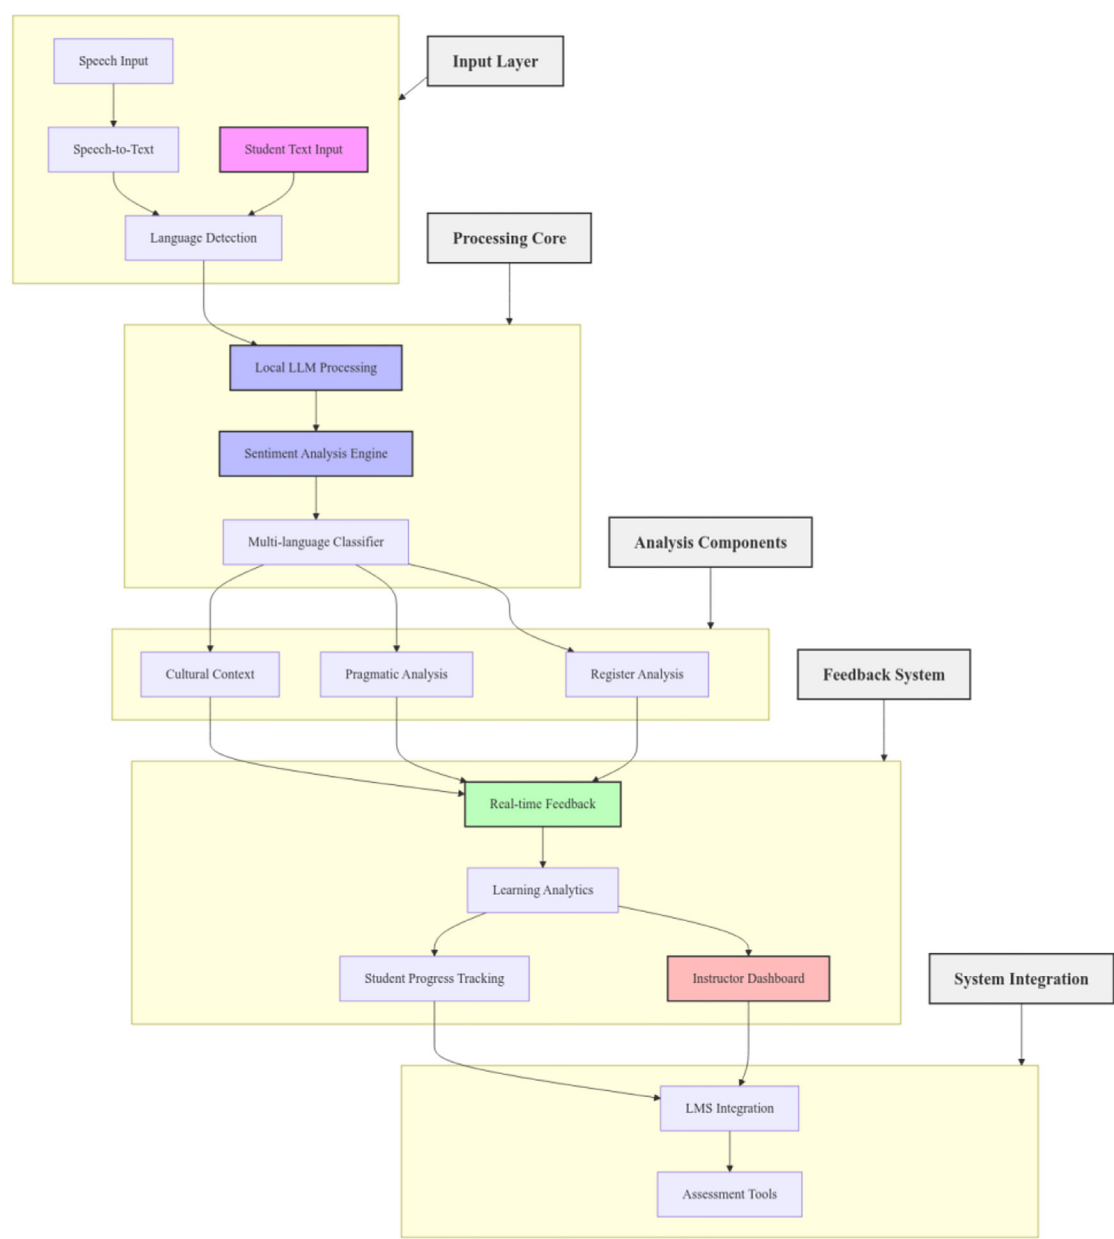 Speech Input
Input Layer
Speech-to-Text
Student Text Input
Language Detection
Processing Core
Local LLM Processing
Sentiment Analysis Engine
Multi-language Classifier
Analysis Components
Cultural Context
Pragmatic Analysis
Register Analysis
Feedback System
Real-time Feedback
Learning Analytics
Student Progress Tracking
Instructor Dashboard
System Integration
LMS Integration
Assessment Tools